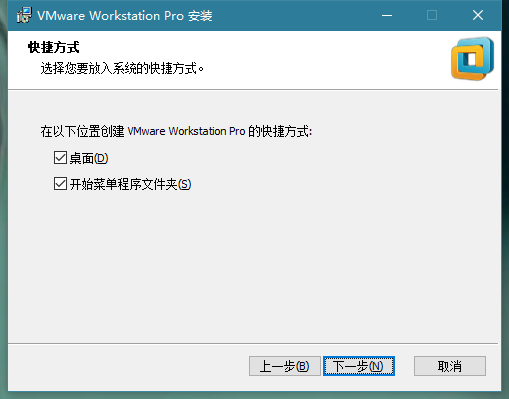 VMware Workstation Pro 安装
快捷方式
选择您要放入系统的快捷方式。
在以下位置创建 VMware Workstation Pro 的快捷方式:
桌面(D)
开始菜单程序文件夹(S)
上一步(B) 下一步(N) 取消